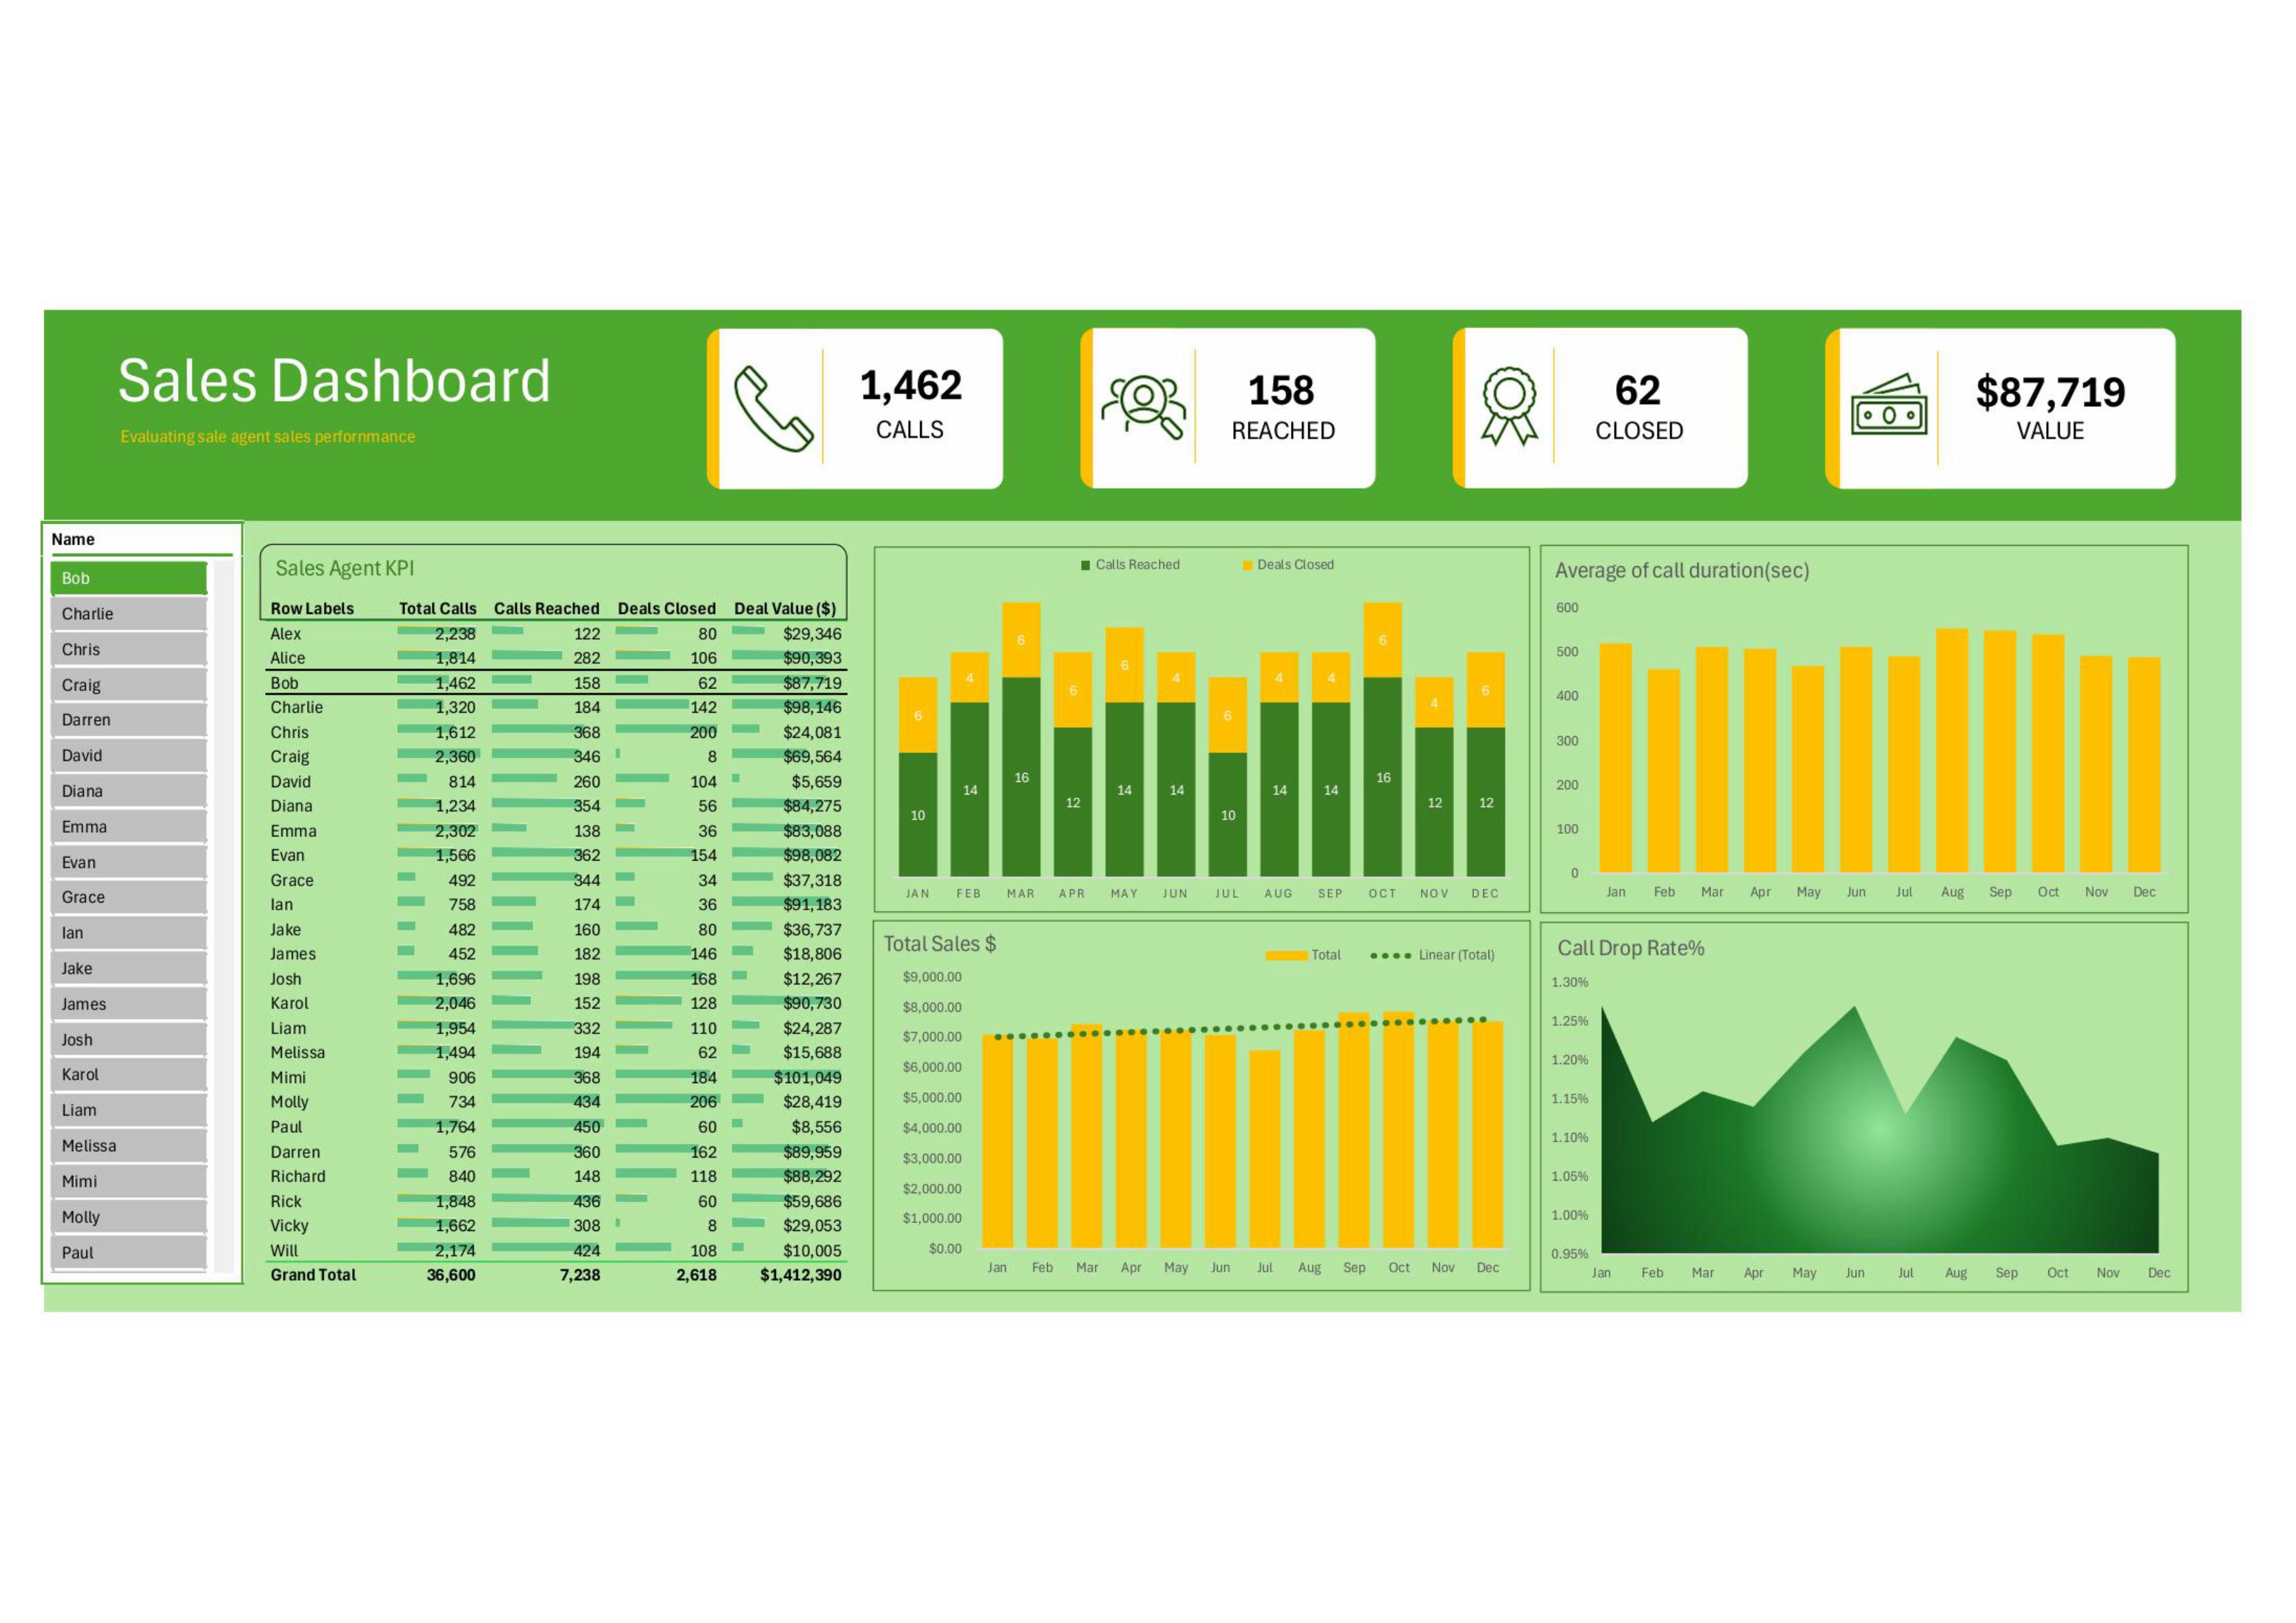 Sales Dashboard
Evaluating sale agent sales perfornmance
1,462
CALLS
158
REACHED
62
CLOSED
$87,719
VALUE
Name
Bob
Charlie
Chris
Craig
Darren
David
Diana
Emma
Evan
Grace
Ian
Jake
James
Josh
Karol
Liam
Melissa
Mimi
Molly
Paul
Sales Agent KPI
Row Labels Total Calls Calls Reached Deals Closed Deal Value ($)
Alex 2,238 122 80 $29,346
Alice 1,814 282 106 $90,393
Bob 1,462 158 62 $87,719
Charlie 1,320 184 142 $98,146
Chris 1,612 368 200 $24,081
Craig 2,360 346 8 $69,564
David 814 260 104 $5,659
Diana 1,234 354 56 $84,275
Emma 2,302 138 36 $83,088
Evan 1,566 362 154 $98,082
Grace 492 344 34 $37,318
Ian 758 174 36 $91,183
Jake 482 160 80 $36,737
James 452 182 146 $18,806
Josh 1,696 198 168 $12,267
Karol 2,046 152 128 $90,730
Liam 1,954 332 110 $24,287
Melissa 1,494 194 62 $15,688
Mimi 906 368 184 $101,049
Molly 734 434 206 $28,419
Paul 1,764 450 60 $8,556
Darren 576 360 162 $89,959
Richard 840 148 118 $88,292
Rick 1,848 436 60 $59,686
Vicky 1,662 308 8 $29,053
Will 2,174 424 108 $10,005
Grand Total 36,600 7,238 2,618 $1,412,390
Calls Reached Deals Closed
6 4 6 6 6 4 6 4 4 6 4 6
10 14 16 12 14 14 10 14 14 16 12 12
JAN FEB MAR APR MAY JUN JUL AUG SEP OCT NOV DEC
Average of call duration(sec)
600
500
400
300
200
100
0
Jan Feb Mar Apr May Jun Jul Aug Sep Oct Nov Dec
Total Sales $
Total Linear (Total)
$9,000.00
$8,000.00
$7,000.00
$6,000.00
$5,000.00
$4,000.00
$3,000.00
$2,000.00
$1,000.00
$0.00
Jan Feb Mar Apr May Jun Jul Aug Sep Oct Nov Dec
Call Drop Rate%
1.30%
1.25%
1.20%
1.15%
1.10%
1.05%
1.00%
0.95%
Jan Feb Mar Apr May Jun Jul Aug Sep Oct Nov Dec